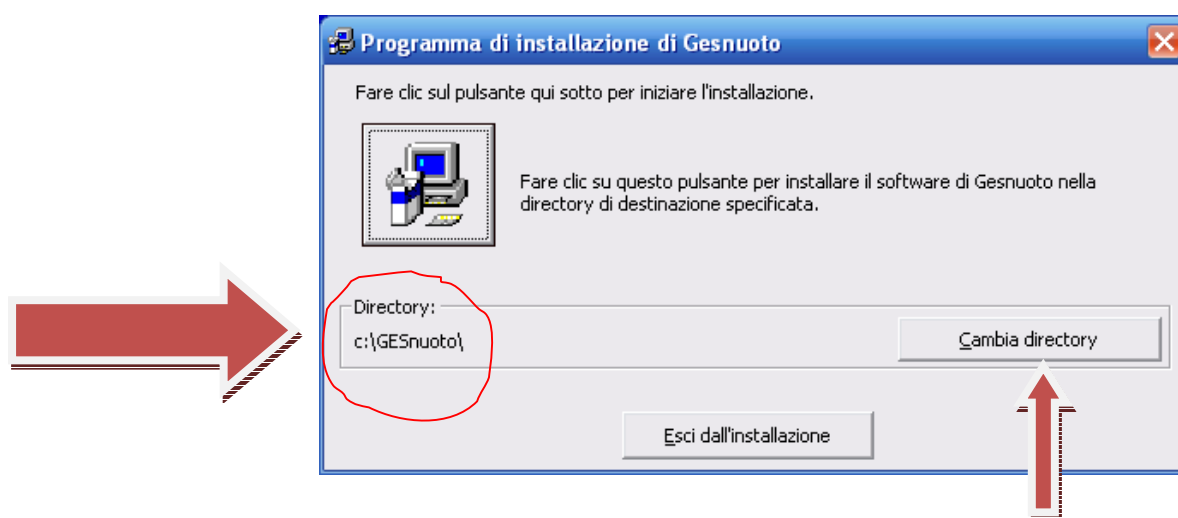 Programma di installazione di Gesnuoto
Fare clic sul pulsante qui sotto per iniziare l'installazione.
Fare clic su questo pulsante per installare il software di Gesnuoto nella
directory di destinazione specificata.
Directory:
c:\GESnuoto\
Cambia directory
Esci dall'installazione